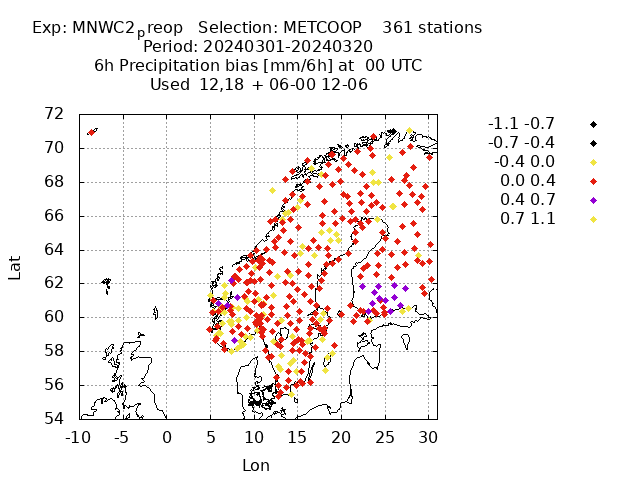 Exp: MNWC2preop   Selection: METCOOP    361 stations
Period: 20240301-20240320
6h Precipitation bias [mm/6h] at  00 UTC
Used  12,18  + 06-00 12-06
72
70
68
66
64
62
60
58
56
54
Lat
-10 -5 0 5 10 15 20 25 30
Lon
-1.1 -0.7
-0.7 -0.4
-0.4 0.0
0.0 0.4
0.4 0.7
0.7 1.1